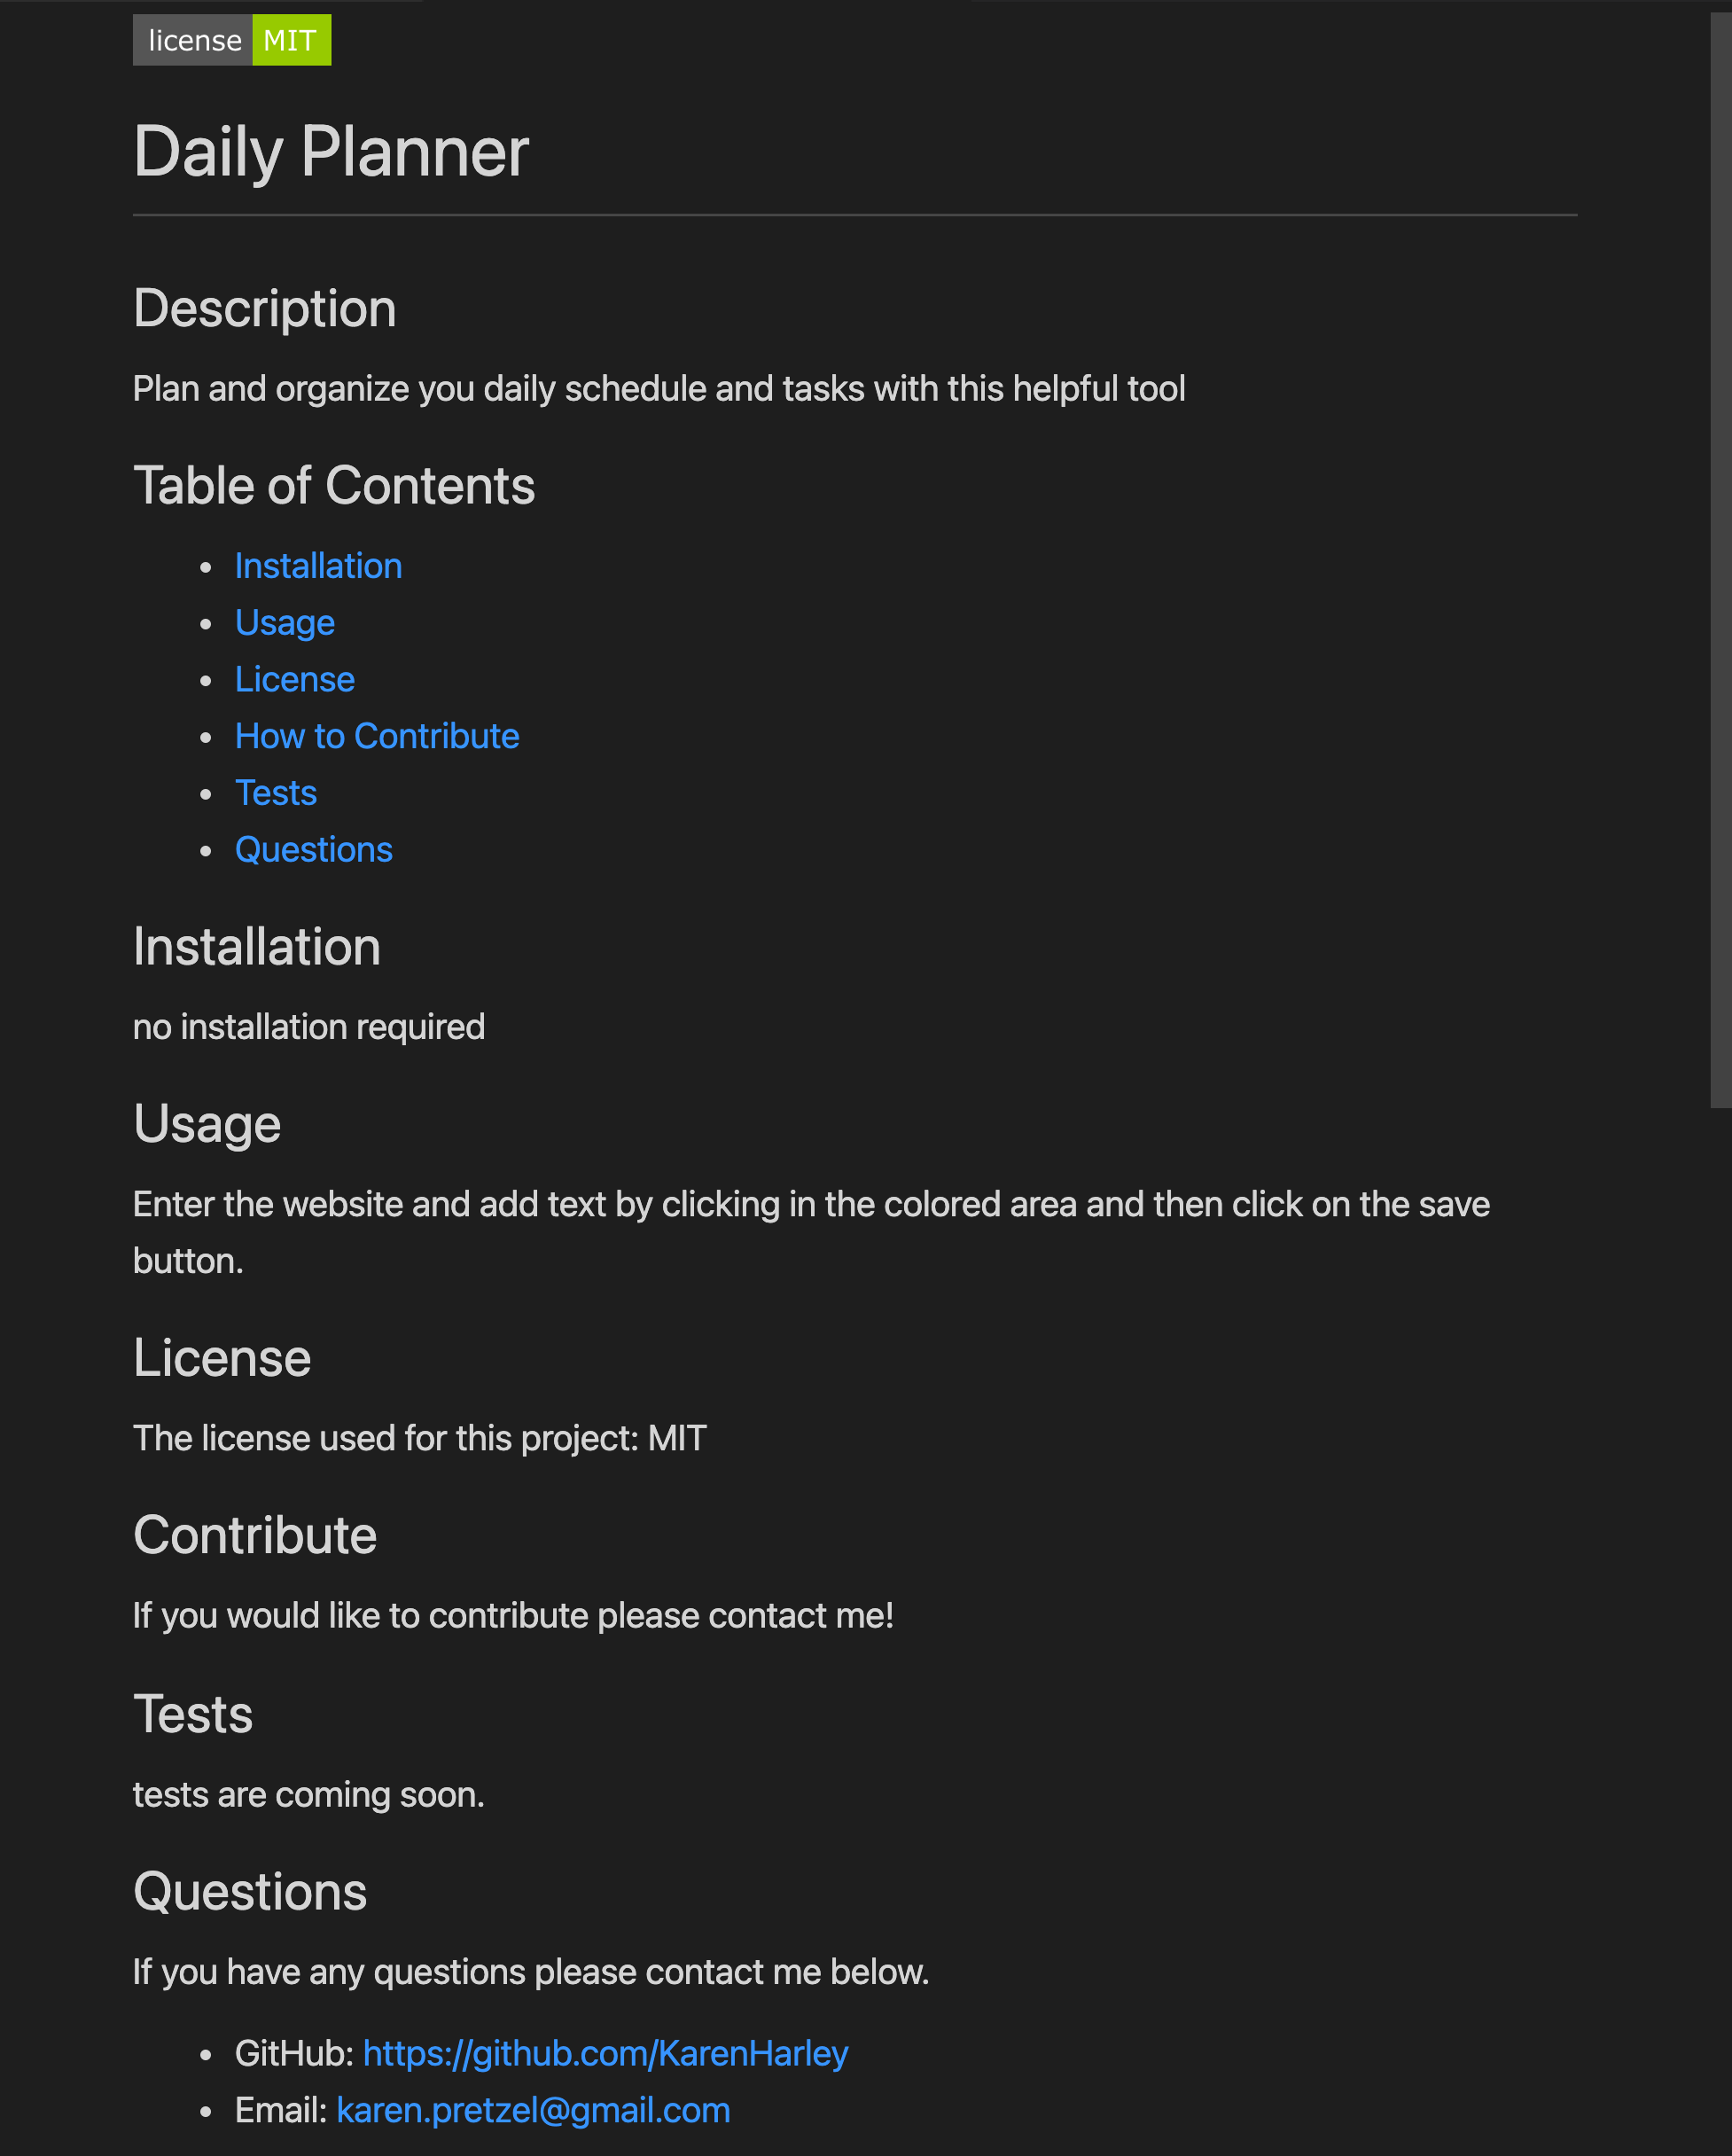 license MIT
Daily Planner
Description
Plan and organize you daily schedule and tasks with this helpful tool
Table of Contents
• Installation
• Usage
• License
• How to Contribute
• Tests
• Questions
Installation
no installation required
Usage
Enter the website and add text by clicking in the colored area and then click on the save
button.
License
The license used for this project: MIT
Contribute
If you would like to contribute please contact me!
Tests
tests are coming soon.
Questions
If you have any questions please contact me below.
• GitHub: https://github.com/KarenHarley
• Email: karen.pretzel@gmail.com